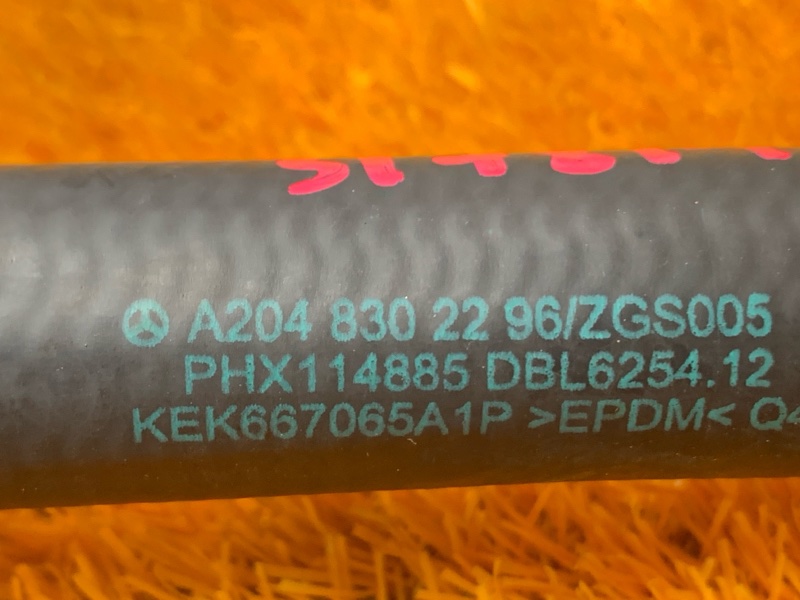 A204 830 22 96/ZGS005
PHX114885 DBL6254.12
KEK667065A1P >EPDM<